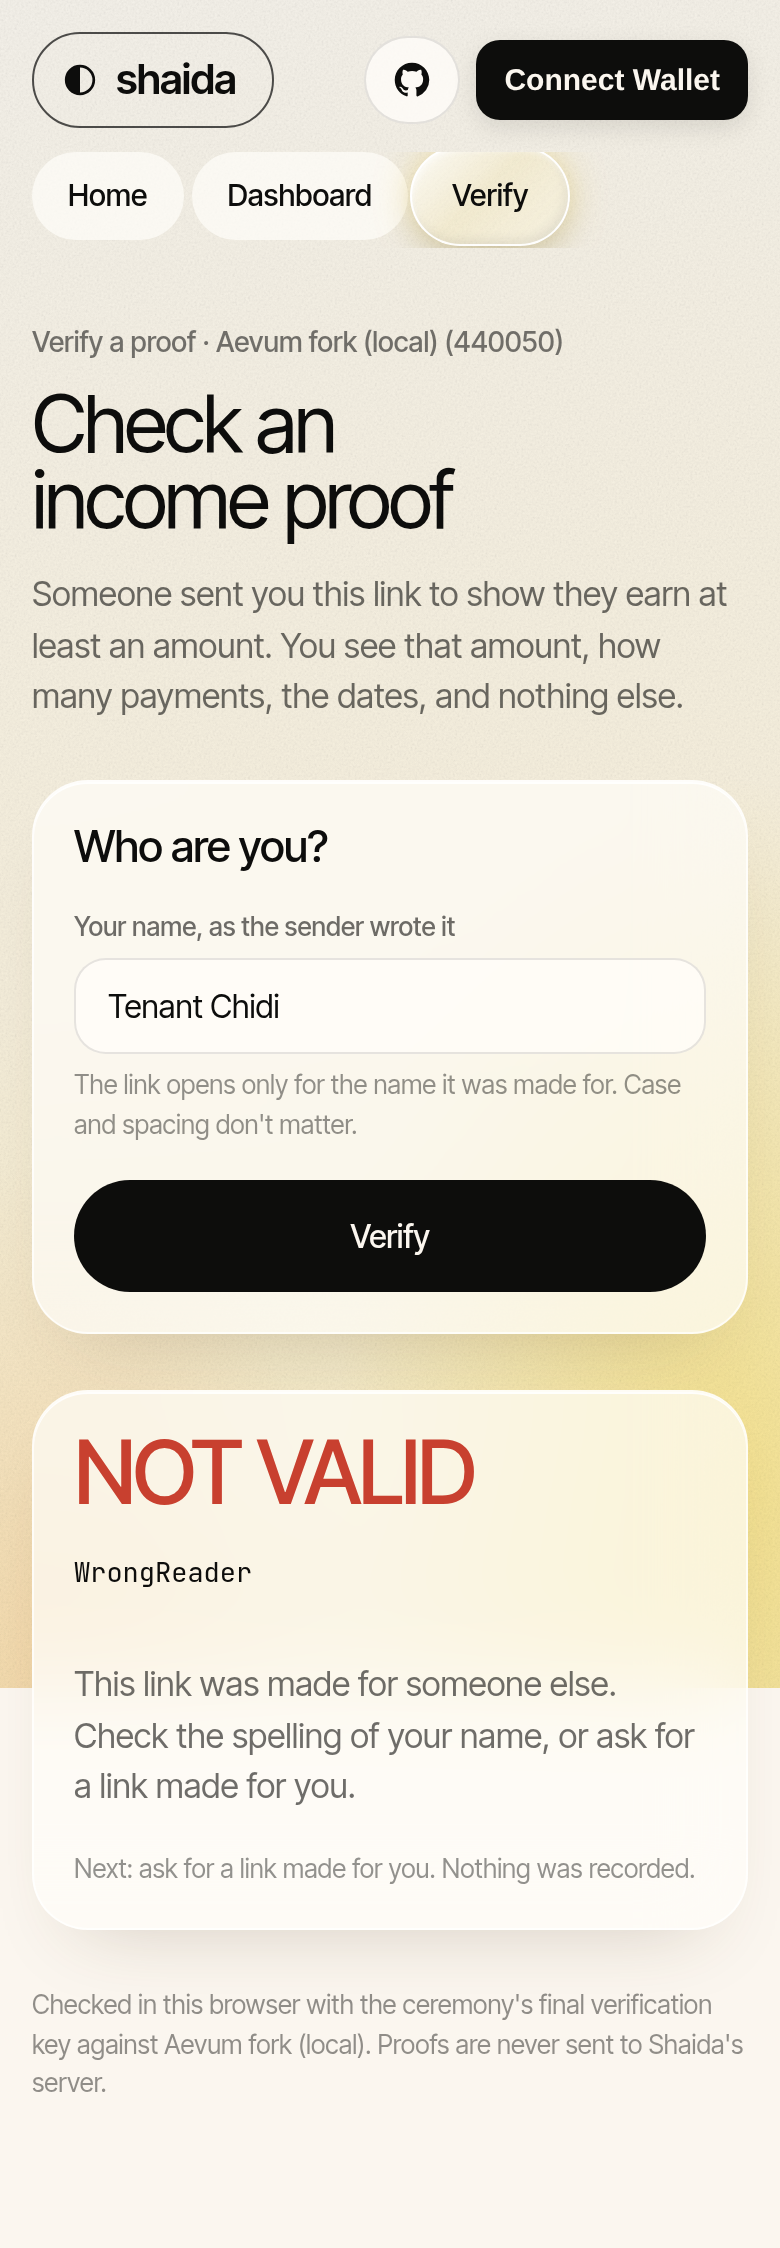 shaida
Connect Wallet
Home
Dashboard
Verify
Verify a proof · Aevum fork (local) (440050)
Check an
income proof
Someone sent you this link to show they earn at
least an amount. You see that amount, how
many payments, the dates, and nothing else.
Who are you?
Your name, as the sender wrote it
Tenant Chidi
The link opens only for the name it was made for. Case
and spacing don't matter.
Verify
NOT VALID
WrongReader
This link was made for someone else.
Check the spelling of your name, or ask for
a link made for you.
Next: ask for a link made for you. Nothing was recorded.
Checked in this browser with the ceremony's final verification
key against Aevum fork (local). Proofs are never sent to Shaida's
server.